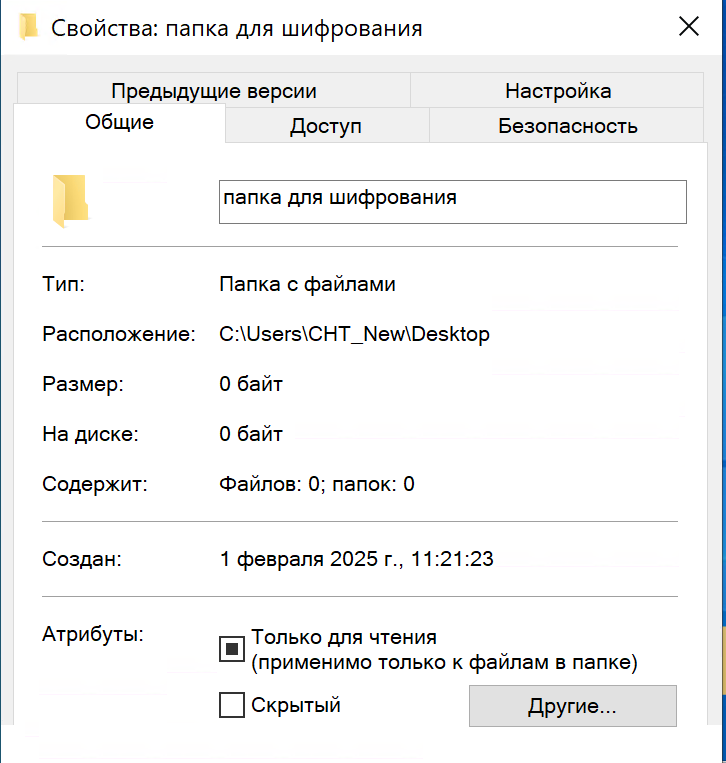 Свойства: папка для шифрования
Предыдущие версии
Настройка
Общие
Доступ
Безопасность
папка для шифрования
Тип: Папка с файлами
Расположение: C:\Users\CHT_New\Desktop
Размер: 0 байт
На диске: 0 байт
Содержит: Файлов: 0; папок: 0
Создан: 1 февраля 2025 г., 11:21:23
Атрибуты: Только для чтения
(применимо только к файлам в папке)
Скрытый
Другие...